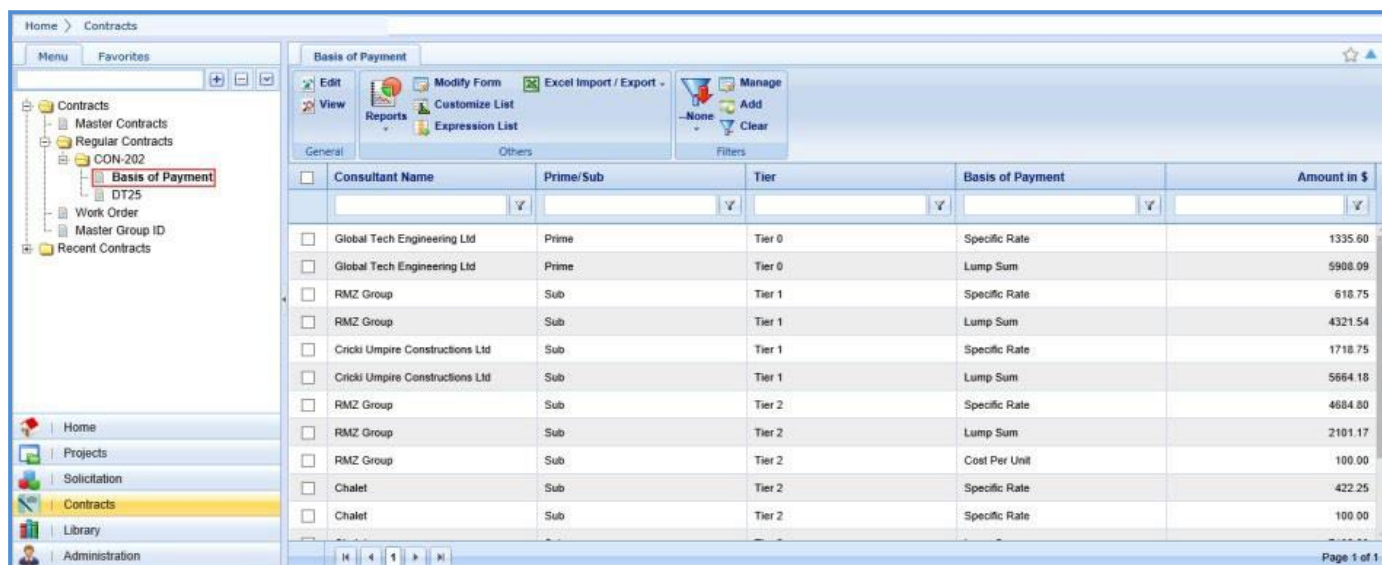 Home > Contracts
Menu Favorites
Contracts
Master Contracts
Regular Contracts
CON-202
Basis of Payment
DT25
Work Order
Master Group ID
Recent Contracts
Home
Projects
Solicitation
Contracts
Library
Administration
Basis of Payment
Edit
View
General
Reports
Modify Form
Customize List
Expression List
Excel Import / Export
Others
--None
Manage
Add
Clear
Filters
Consultant Name Prime/Sub Tier Basis of Payment Amount in $
Global Tech Engineering Ltd Prime Tier 0 Specific Rate 1335.60
Global Tech Engineering Ltd Prime Tier 0 Lump Sum 5908.09
RMZ Group Sub Tier 1 Specific Rate 618.75
RMZ Group Sub Tier 1 Lump Sum 4321.54
Cricki Umpire Constructions Ltd Sub Tier 1 Specific Rate 1718.75
Cricki Umpire Constructions Ltd Sub Tier 1 Lump Sum 5664.18
RMZ Group Sub Tier 2 Specific Rate 4684.80
RMZ Group Sub Tier 2 Lump Sum 2101.17
RMZ Group Sub Tier 2 Cost Per Unit 100.00
Chalet Sub Tier 2 Specific Rate 422.25
Chalet Sub Tier 2 Specific Rate 100.00
1
Page 1 of 1